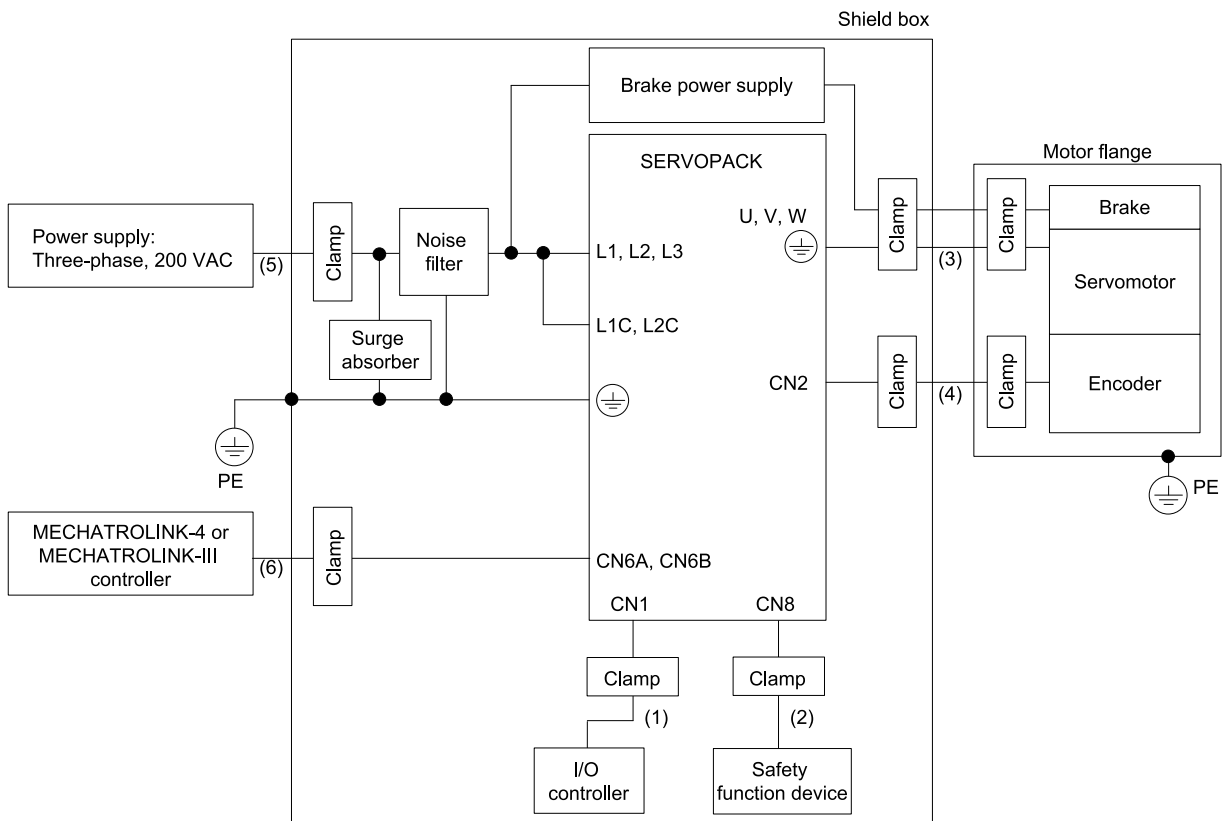 Shield box
Brake power supply
SERVOPACK
Motor flange
Power supply:
Three-phase, 200 VAC
(5)
Clamp
Noise
filter
L1, L2, L3
U, V, W
Clamp
(3)
Clamp
Brake
Servomotor
Surge
absorber
L1C, L2C
CN2
Clamp
(4)
Clamp
Encoder
PE
PE
MECHATROLINK-4 or
MECHATROLINK-III
controller
(6)
Clamp
CN6A, CN6B
CN1
CN8
Clamp
Clamp
(1)
(2)
I/O
controller
Safety
function device